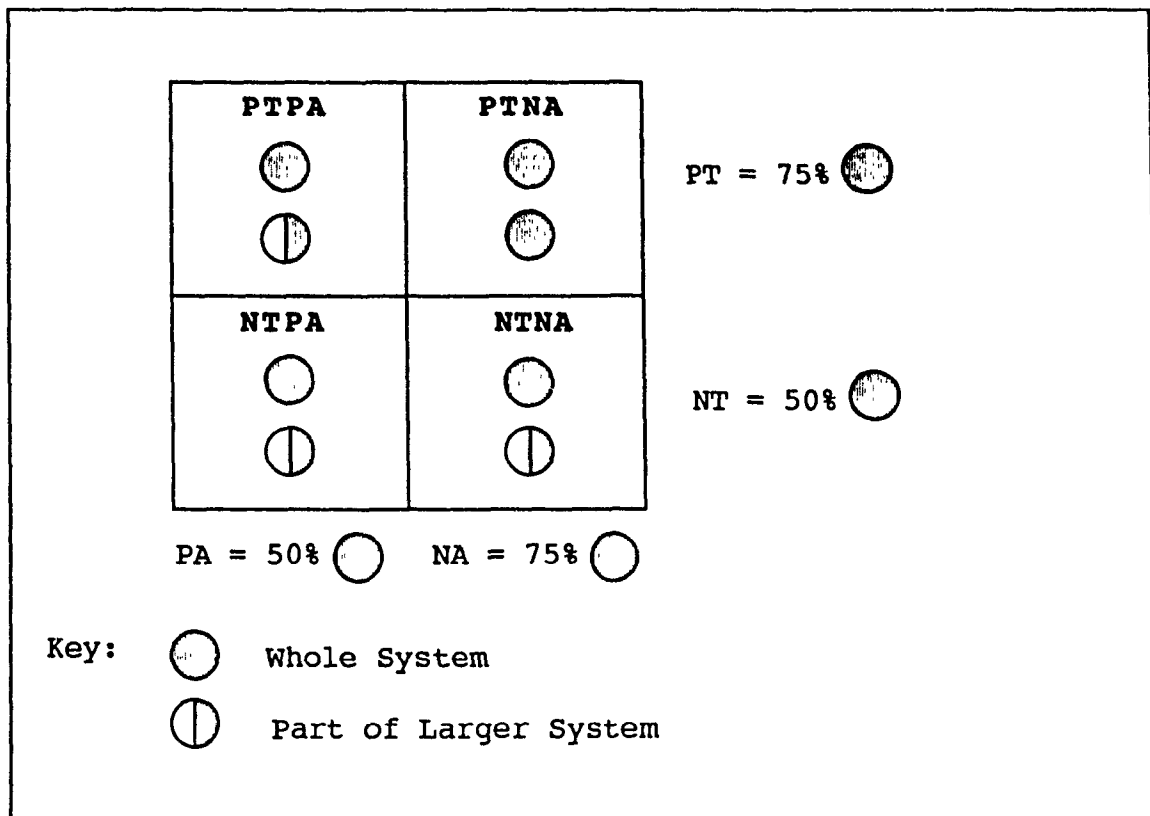 PTPA PTNA
PT = 75%
NTPA NTNA
NT = 50%
PA = 50% NA = 75%
Key: Whole System
Part of Larger System